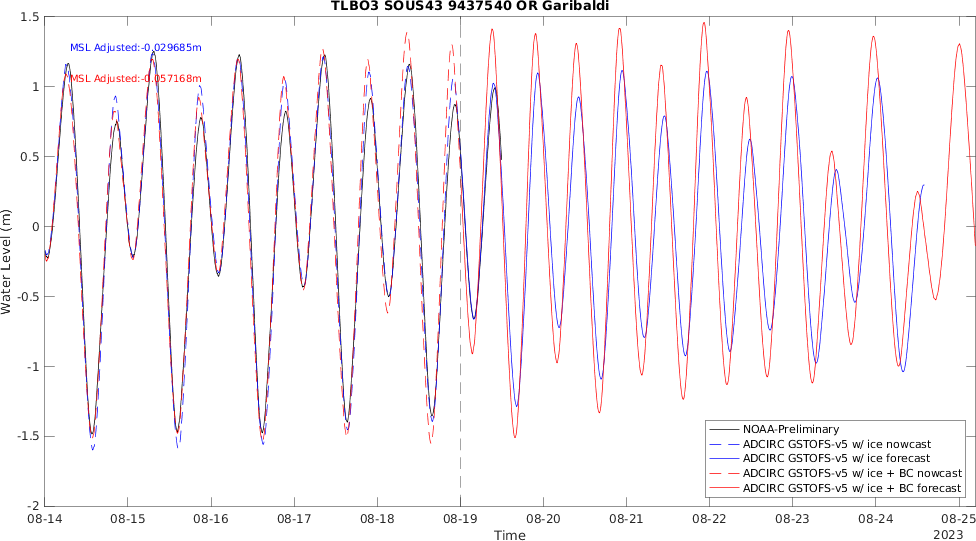 TLBO3 SOUS43 9437540 OR Garibaldi
1.5
MSL Adjusted:-0.029685m
MSL Adjusted:-0.057168m
1
0.5
0
-0.5
-1
-1.5
-2
Water Level (m)
NOAA-Preliminary
ADCIRC GSTOFS-v5 w/ ice nowcast
ADCIRC GSTOFS-v5 w/ ice forecast
ADCIRC GSTOFS-v5 w/ ice + BC nowcast
ADCIRC GSTOFS-v5 w/ ice + BC forecast
08-14 08-15 08-16 08-17 08-18 08-19 08-20 08-21 08-22 08-23 08-24 08-25
Time
2023